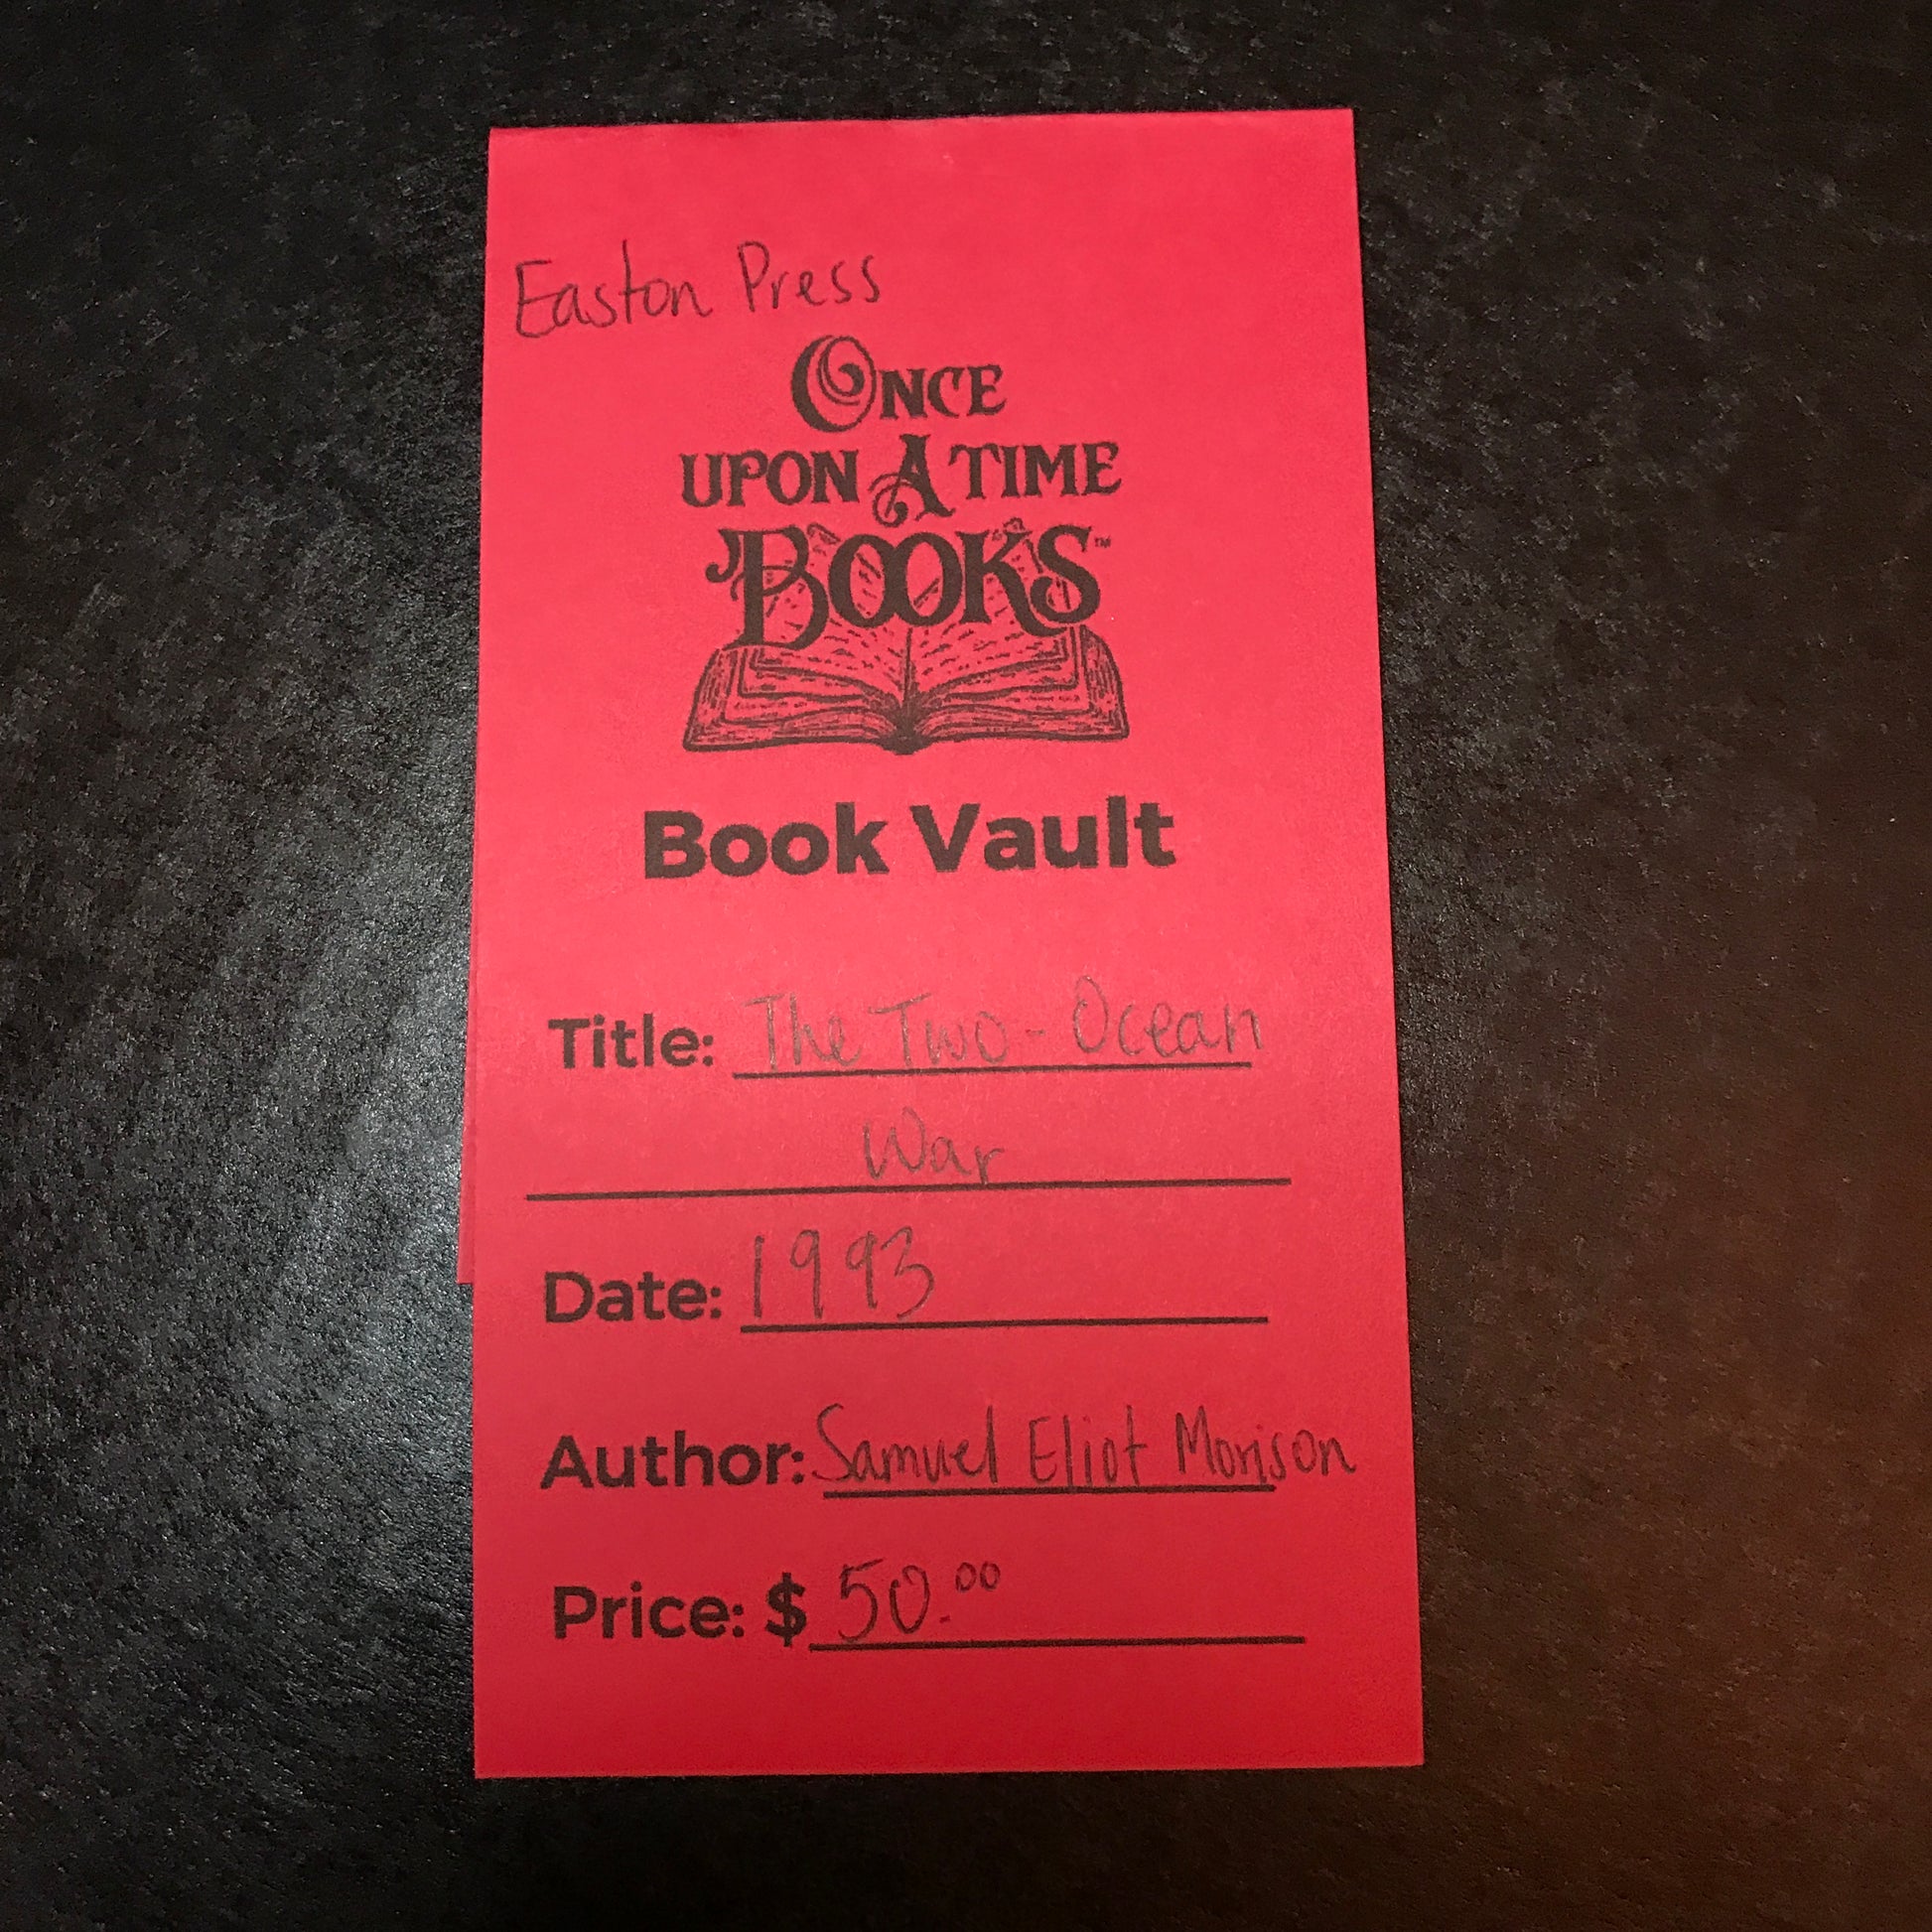 Easton Press
ONCE
UPON A TIME
BOOKS™
Book Vault
Title: The Two-Ocean
War
Date: 1993
Author: Samuel Eliot Morison
Price: $ 50.00